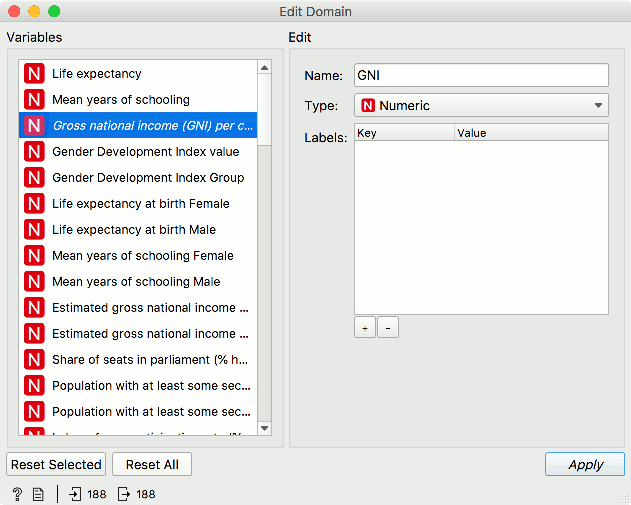 Edit Domain
Variables
Edit
N Life expectancy
N Mean years of schooling
N Gross national income (GNI) per c...
N Gender Development Index value
N Gender Development Index Group
N Life expectancy at birth Female
N Life expectancy at birth Male
N Mean years of schooling Female
N Mean years of schooling Male
N Estimated gross national income ...
N Estimated gross national income ...
N Share of seats in parliament (% h...
N Population with at least some sec...
N Population with at least some sec...
Name: GNI
Type: N Numeric
Labels: Key Value
+ −
Reset Selected Reset All
Apply
? 188 188